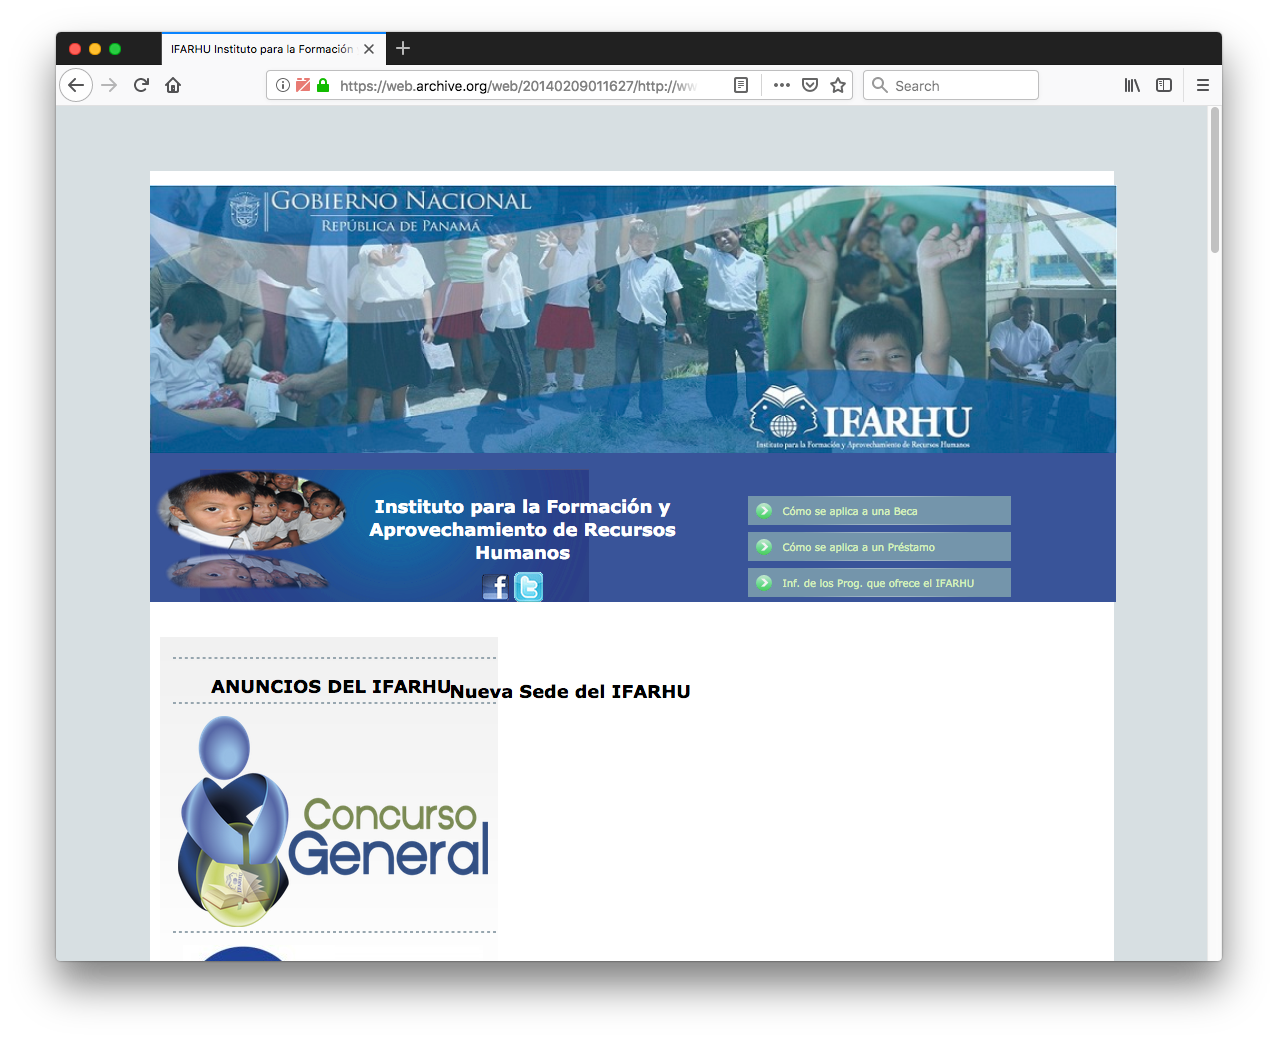 IFARHU Instituto para la Formación
https://web.archive.org/web/20140209011627/http://ww
Search
GOBIERNO NACIONAL
REPÚBLICA DE PANAMÁ
IFARHU
Instituto para la Formación y Aprovechamiento de Recursos Humanos
Instituto para la Formación y
Aprovechamiento de Recursos
Humanos
Cómo se aplica a una Beca
Cómo se aplica a un Préstamo
Inf. de los Prog. que ofrece el IFARHU
ANUNCIOS DEL IFARHU
Nueva Sede del IFARHU
Concurso
General